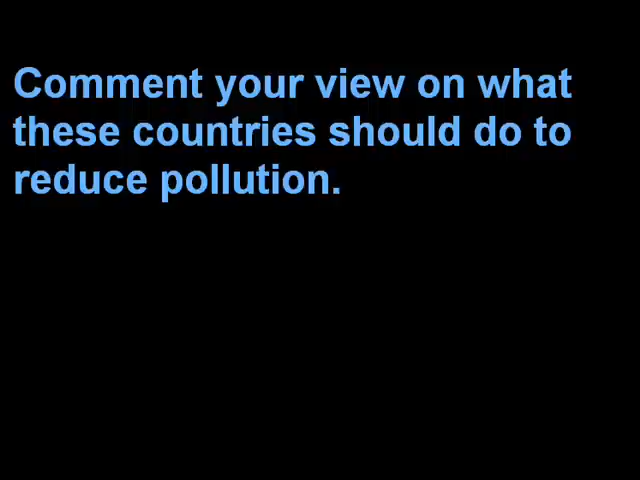 Comment your view on what
these countries should do to
reduce pollution.